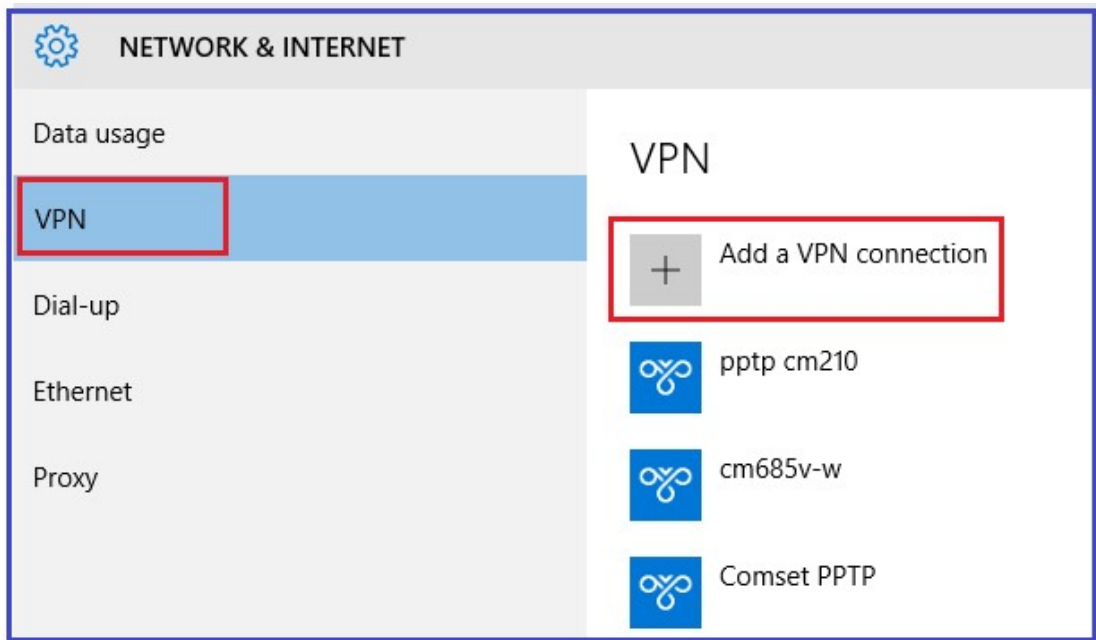 NETWORK & INTERNET
Data usage
VPN
Dial-up
Ethernet
Proxy
VPN
Add a VPN connection
pptp cm210
cm685v-w
Comset PPTP